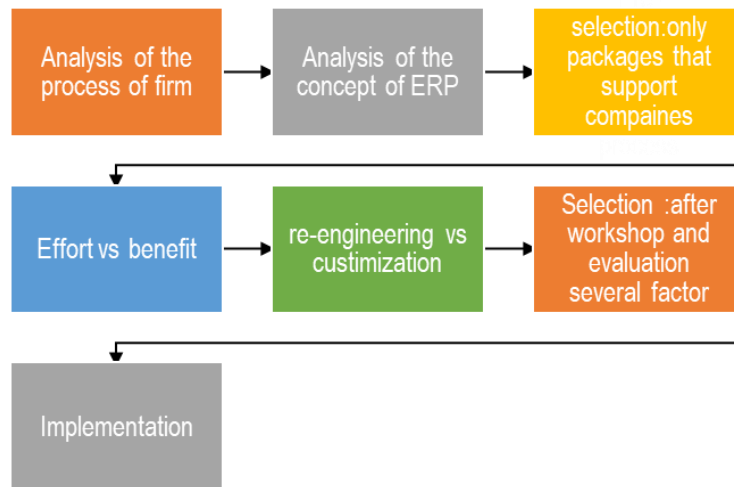 Analysis of the
process of firm
Analysis of the
concept of ERP
selection:only
packages that
support
compaines
Effort vs benefit
re-engineering vs
custimization
Selection :after
workshop and
evaluation
several factor
Implementation